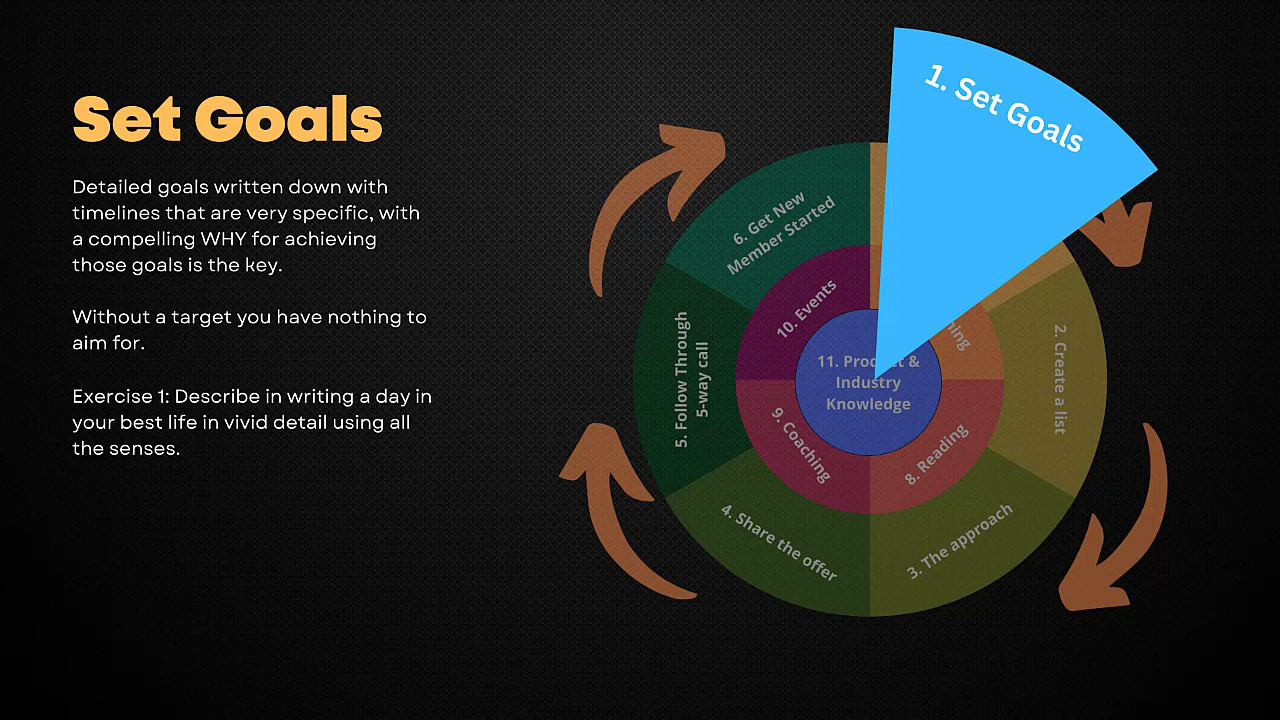 Set Goals
Detailed goals written down with
timelines that are very specific, with
a compelling WHY for achieving
those goals is the key.
Without a target you have nothing to
aim for.
Exercise 1: Describe in writing a day in
your best life in vivid detail using all
the senses.
1. Set Goals
2. Create a list
3. The approach
4. Share the offer
5. Follow Through
5-way call
6. Get New
Member Started
8. Reading
9. Coaching
10. Events
11. Product &
Industry
Knowledge